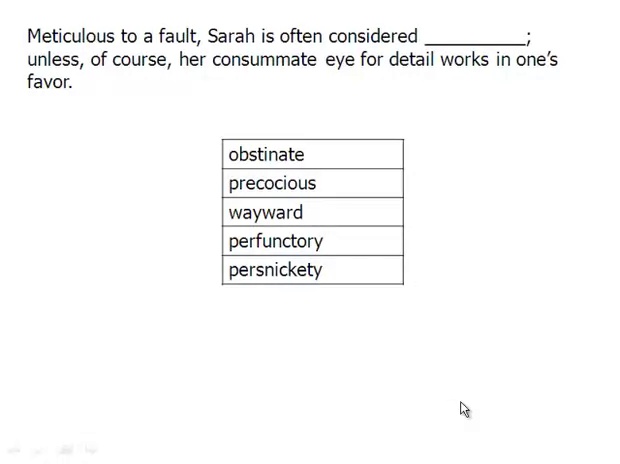 Meticulous to a fault, Sarah is often considered __________;
unless, of course, her consummate eye for detail works in one's
favor.
obstinate
precocious
wayward
perfunctory
persnickety